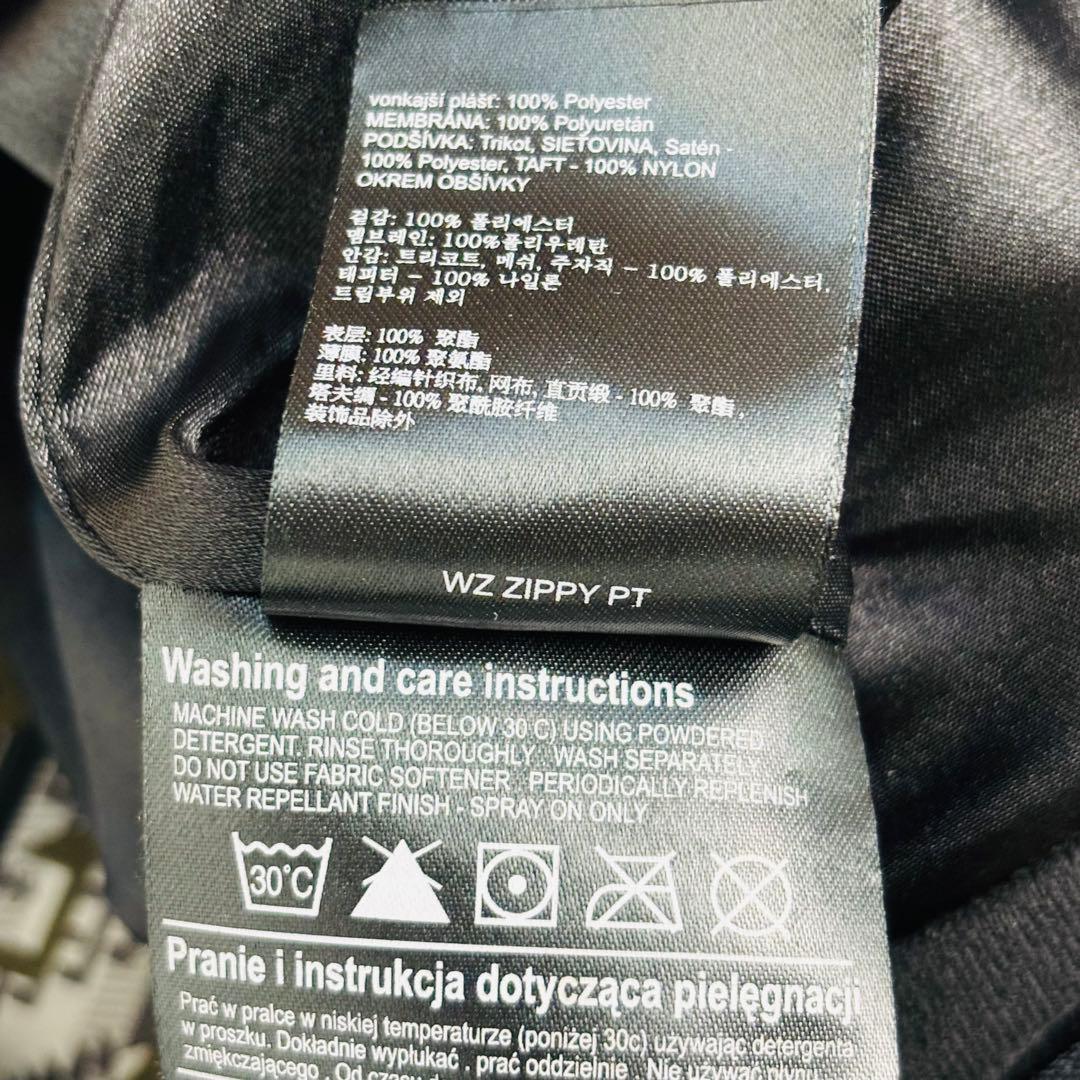 vonkajší plášť: 100% Polyester
MEMBRÁNA: 100% Polyuretán
PODŠÍVKA: Trikot, SIEŤOVINA, Satén -
100% Polyester, TAFT - 100% NYLON
OKREM OBŠÍVKY
겉감: 100% 폴리에스터
멤브레인: 100%폴리우레탄
안감: 트리코트, 메쉬, 주자직 - 100% 폴리에스터,
태피터 - 100% 나일론
트림부위 제외
表层: 100% 聚酯
薄膜: 100% 聚氨酯
里料: 经编针织布, 网布, 直贡缎 - 100% 聚酯,
塔夫绸 - 100% 聚酰胺纤维
装饰品除外
WZ ZIPPY PT
Washing and care instructions
MACHINE WASH COLD (BELOW 30 C) USING POWDERED
DETERGENT. RINSE THOROUGHLY. WASH SEPARATELY.
DO NOT USE FABRIC SOFTENER. PERIODICALLY REPLENISH
WATER REPELLANT FINISH - SPRAY ON ONLY.
30°C
Pranie i instrukcja dotycząca pielęgnacji
Prać w pralce w niskiej temperaturze (poniżej 30c) używając detergenta
w proszku. Dokładnie wypłukać . prać oddzielnie . Nie używać płynu
zmiękczającego . Od czasu